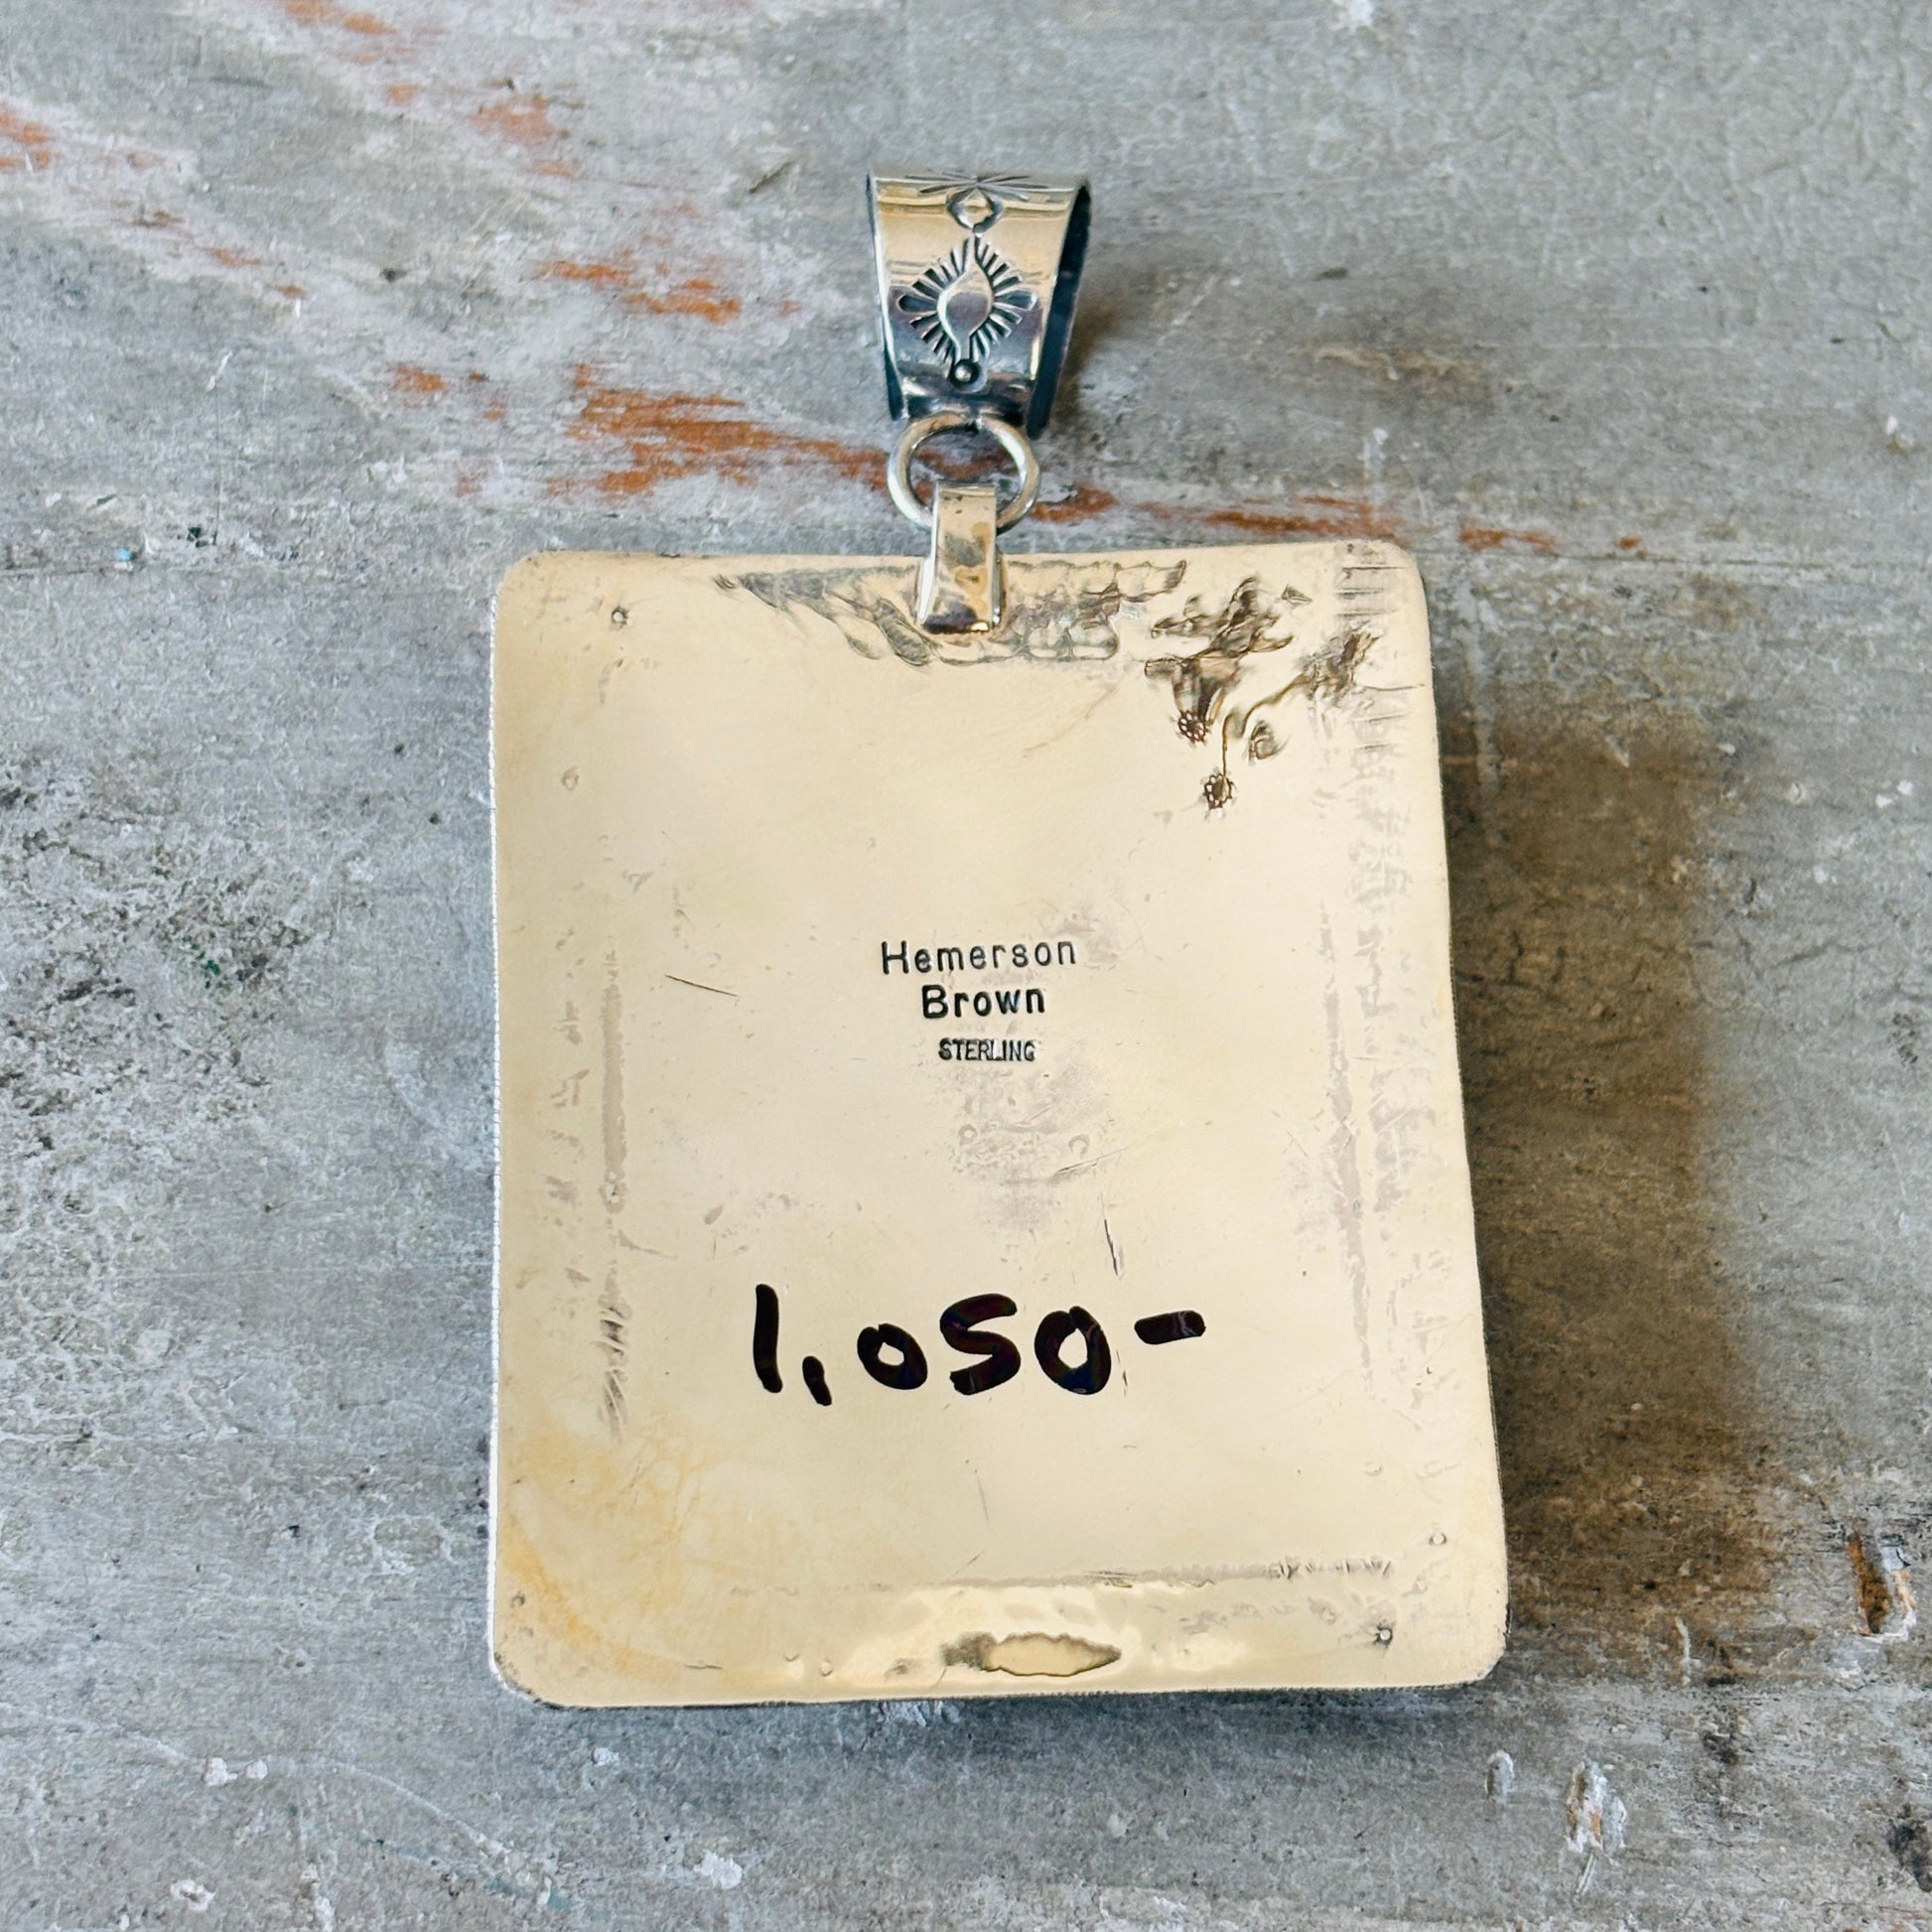 Hemerson
Brown
STERLING
1,050-